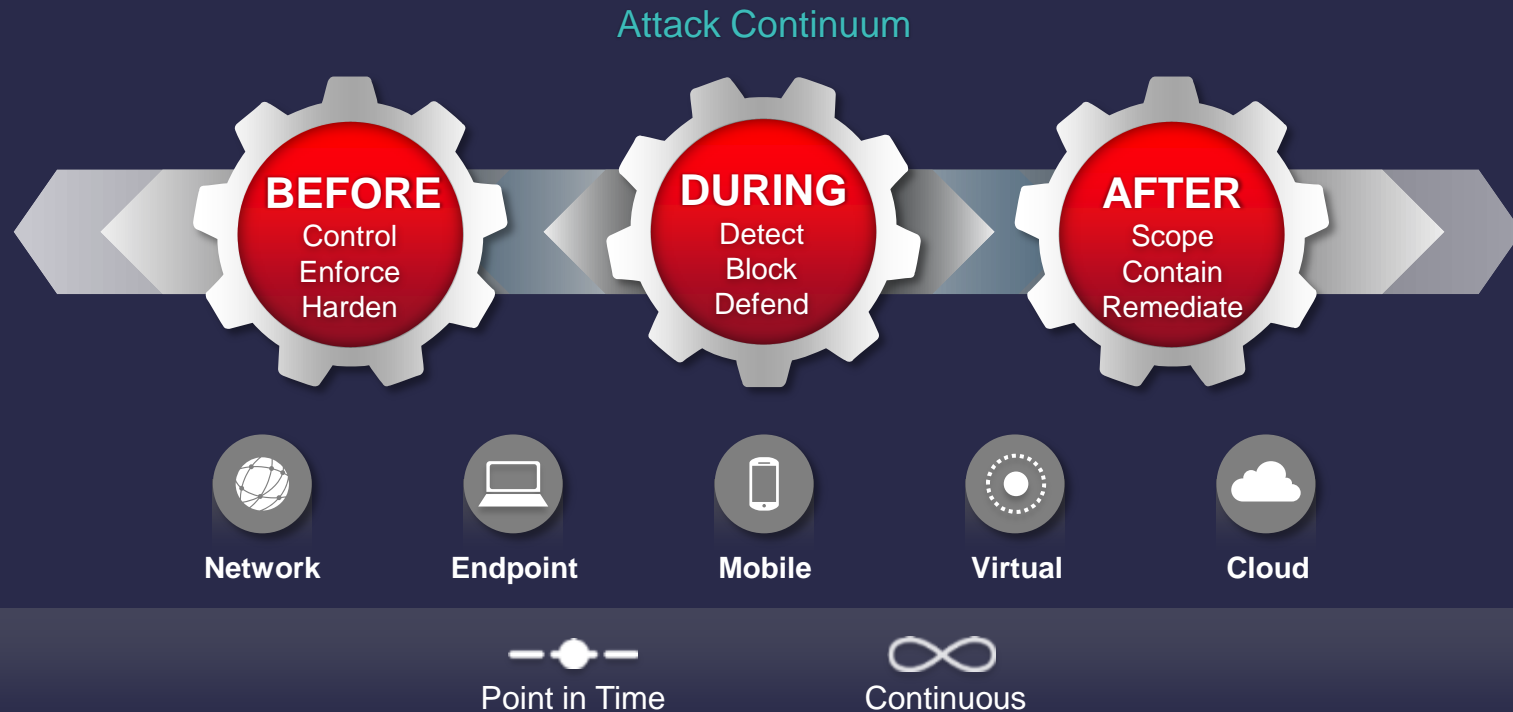 Attack Continuum
BEFORE
Control
Enforce
Harden
DURING
Detect
Block
Defend
AFTER
Scope
Contain
Remediate
Network
Endpoint
Mobile
Virtual
Cloud
Point in Time
Continuous